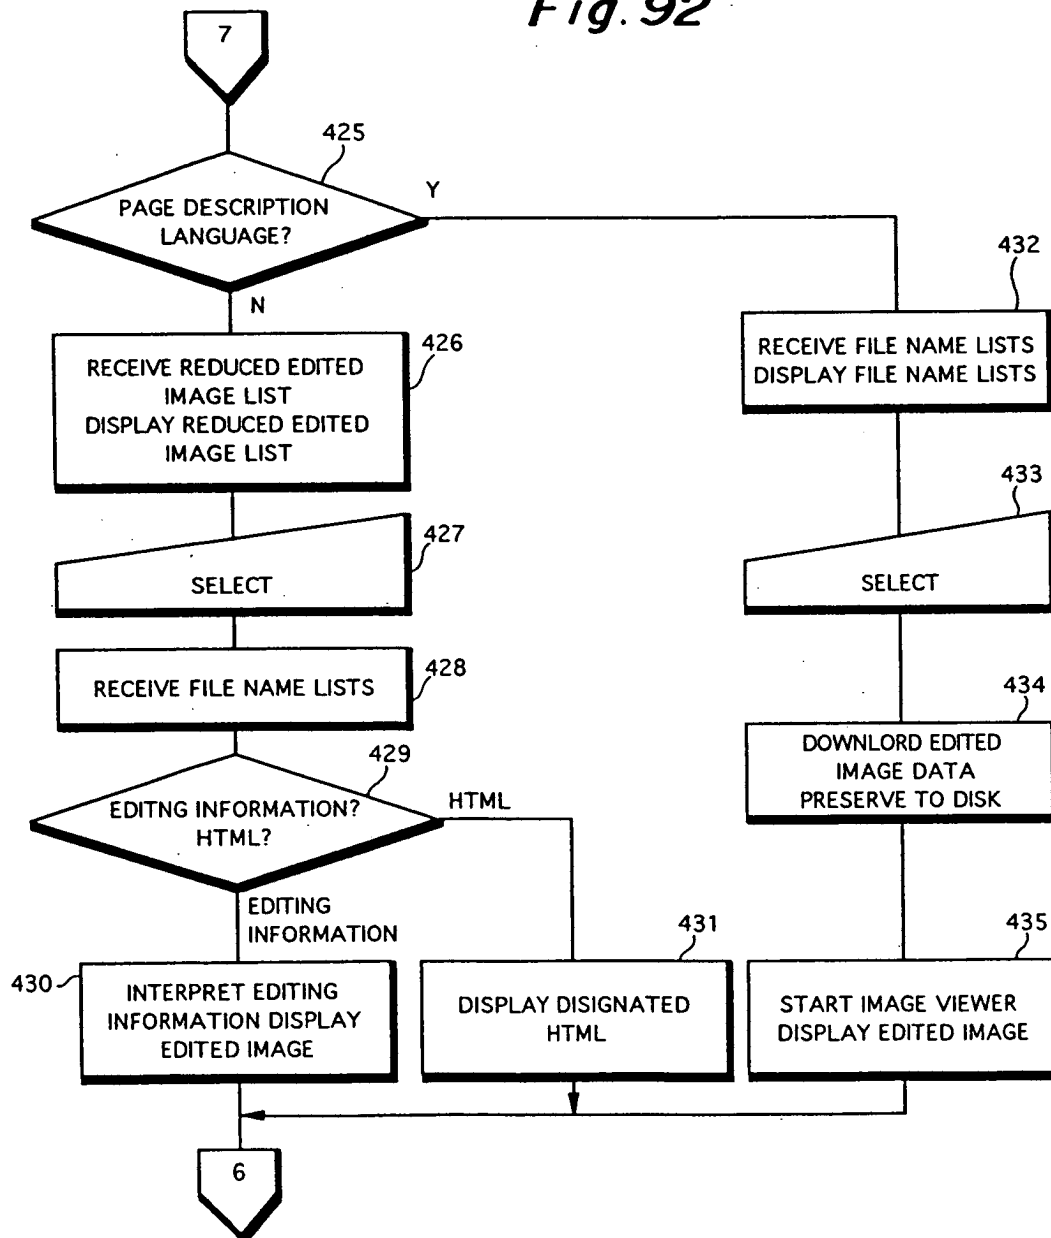 Fig. 92
7
425
PAGE DESCRIPTION
LANGUAGE?
Y
N
426
RECEIVE REDUCED EDITED
IMAGE LIST
DISPLAY REDUCED EDITED
IMAGE LIST
427
SELECT
428
RECEIVE FILE NAME LISTS
429
EDITNG INFORMATION?
HTML?
HTML
EDITING
INFORMATION
430
INTERPRET EDITING
INFORMATION DISPLAY
EDITED IMAGE
431
DISPLAY DISIGNATED
HTML
432
RECEIVE FILE NAME LISTS
DISPLAY FILE NAME LISTS
433
SELECT
434
DOWNLORD EDITED
IMAGE DATA
PRESERVE TO DISK
435
START IMAGE VIEWER
DISPLAY EDITED IMAGE
6